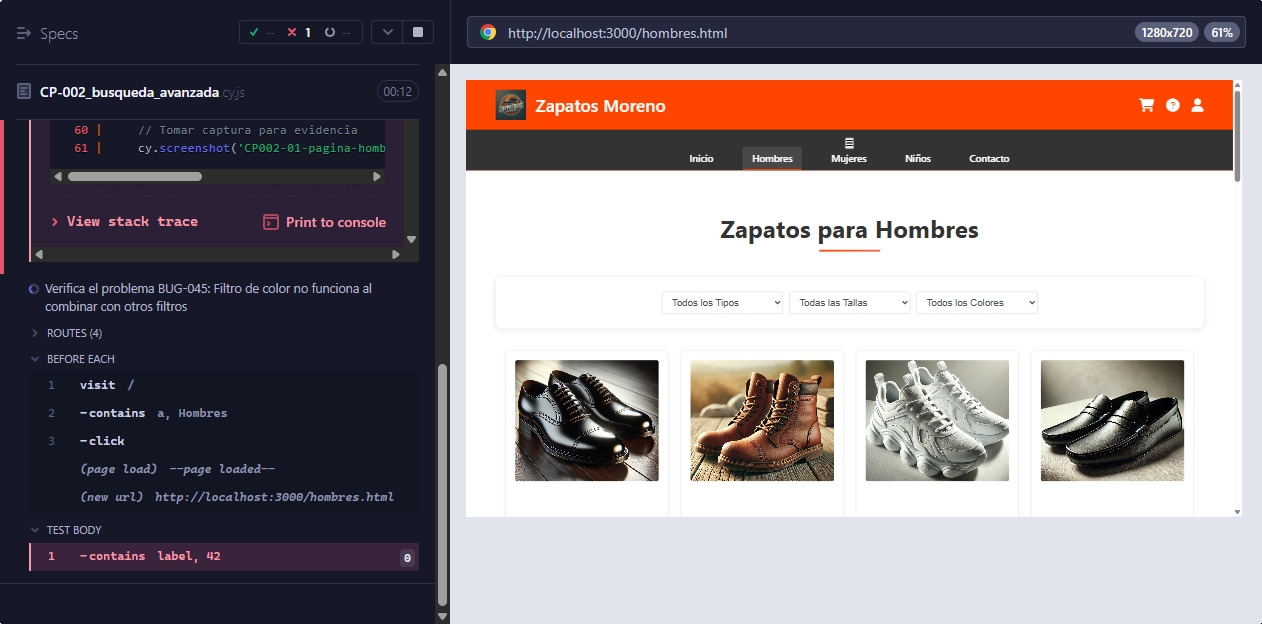 Specs
-- 1 --
CP-002_busqueda_avanzada.cy.js 00:12
60 | // Tomar captura para evidencia
61 | cy.screenshot('CP002-01-pagina-homb
> View stack trace
Print to console
Verifica el problema BUG-045: Filtro de color no funciona al
combinar con otros filtros
ROUTES (4)
BEFORE EACH
1 visit /
2 -contains a, Hombres
3 -click
(page load) --page loaded--
(new url) http://localhost:3000/hombres.html
TEST BODY
1 -contains label, 42 0
http://localhost:3000/hombres.html 1280x720 61%
Zapatos Moreno
Inicio Hombres Mujeres Niños Contacto
Zapatos para Hombres
Todos los Tipos Todas las Tallas Todos los Colores